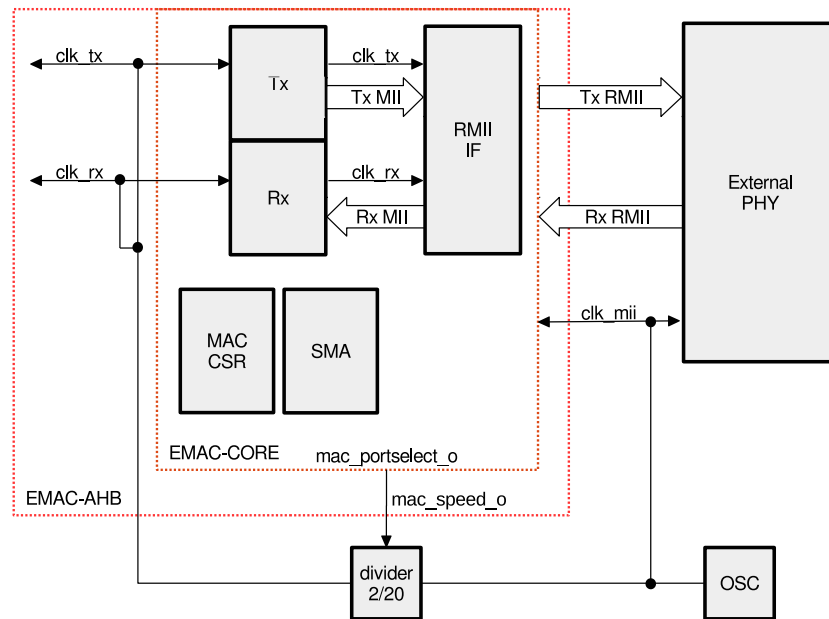 clk_tx
Tx
clk_tx
Tx MII
RMII
IF
Tx RMII
External
PHY
clk_rx
Rx
clk_rx
Rx MII
Rx RMII
clk_mii
MAC
CSR
SMA
EMAC-CORE
mac_portselect_o
EMAC-AHB
mac_speed_o
divider
2/20
OSC